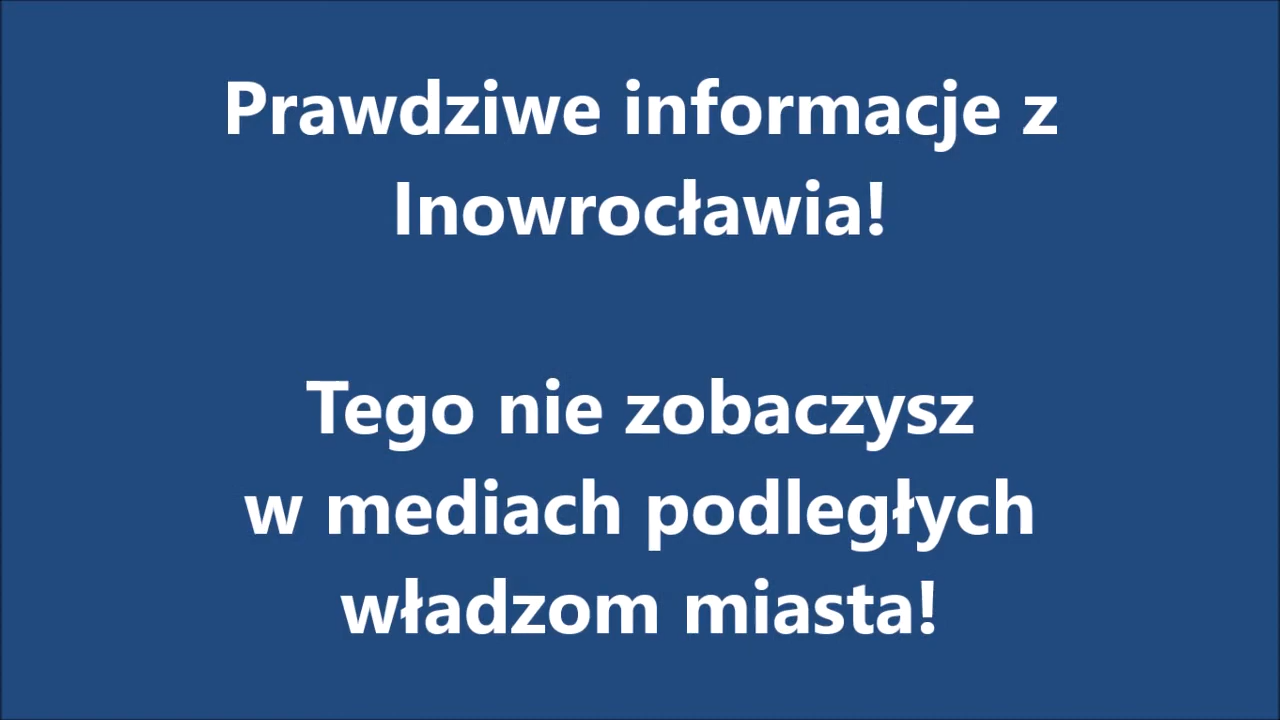 Prawdziwe informacje z
Inowrocławia!
Tego nie zobaczysz
w mediach podległych
władzom miasta!